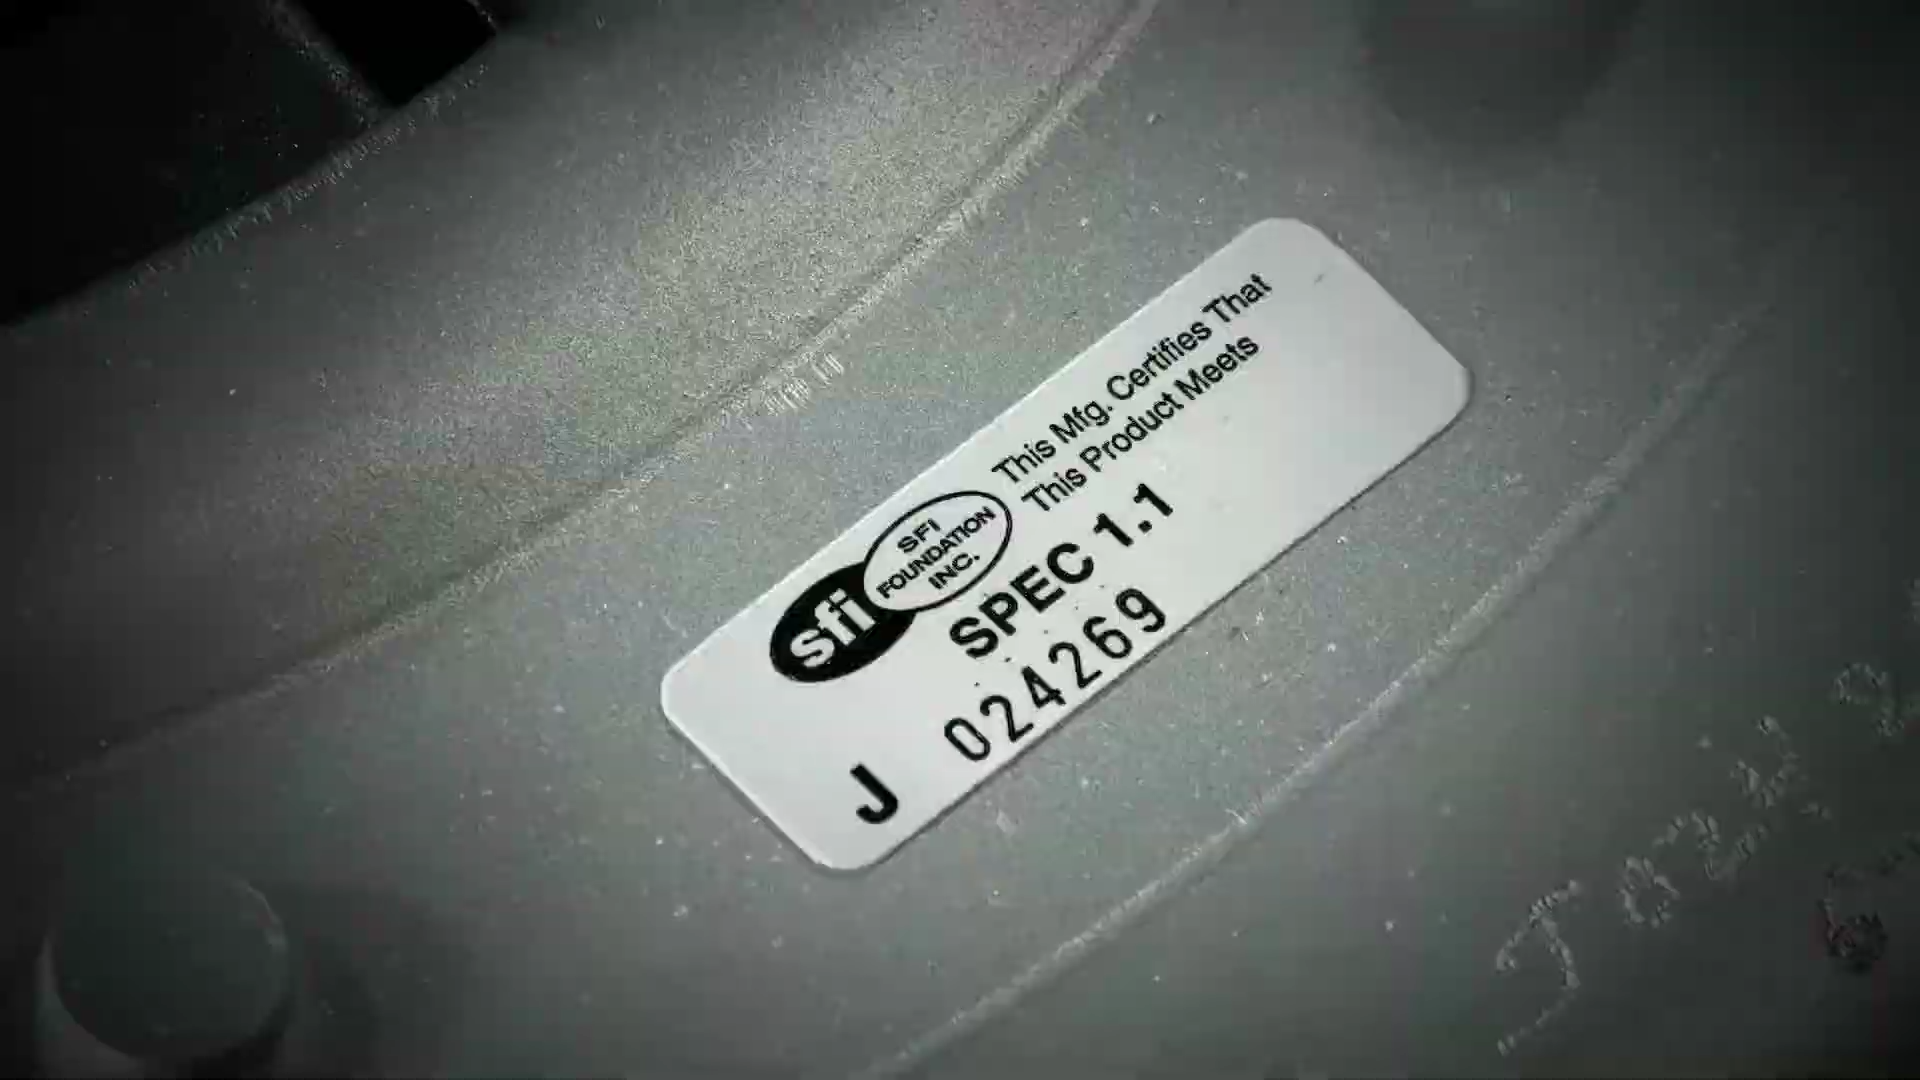 This Mfg. Certifies That
This Product Meets
sfi
SFI
FOUNDATION
INC.
SPEC 1.1
J 024269